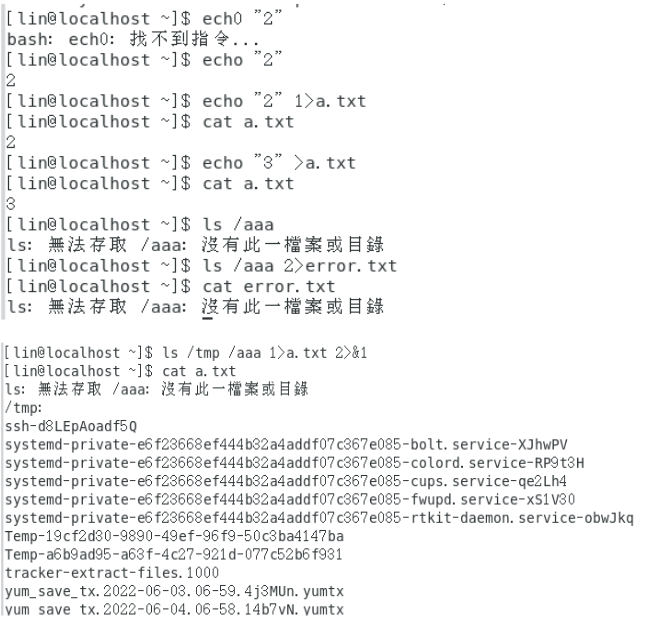 [lin@localhost ~]$ ech0 "2"
bash: ech0: 找不到指令...
[lin@localhost ~]$ echo "2"
2
[lin@localhost ~]$ echo "2" 1>a.txt
[lin@localhost ~]$ cat a.txt
2
[lin@localhost ~]$ echo "3" >a.txt
[lin@localhost ~]$ cat a.txt
3
[lin@localhost ~]$ ls /aaa
ls: 無法存取 /aaa: 沒有此一檔案或目錄
[lin@localhost ~]$ ls /aaa 2>error.txt
[lin@localhost ~]$ cat error.txt
ls: 無法存取 /aaa: 沒有此一檔案或目錄
[lin@localhost ~]$ ls /tmp /aaa 1>a.txt 2>&1
[lin@localhost ~]$ cat a.txt
ls: 無法存取 /aaa: 沒有此一檔案或目錄
/tmp:
ssh-d8LEpAoadf5Q
systemd-private-e6f23668ef444b32a4addf07c367e085-bolt.service-XJhwPV
systemd-private-e6f23668ef444b32a4addf07c367e085-colord.service-RP9t3H
systemd-private-e6f23668ef444b32a4addf07c367e085-cups.service-qe2Lh4
systemd-private-e6f23668ef444b32a4addf07c367e085-fwupd.service-xS1V30
systemd-private-e6f23668ef444b32a4addf07c367e085-rtkit-daemon.service-obwJkq
Temp-19cf2d30-9890-49ef-96f9-50c3ba4147ba
Temp-a6b9ad95-a63f-4c27-921d-077c52b6f931
tracker-extract-files.1000
yum_save_tx.2022-06-03.06-59.4j3MUn.yumtx
yum_save_tx.2022-06-04.06-58.14b7vN.yumtx